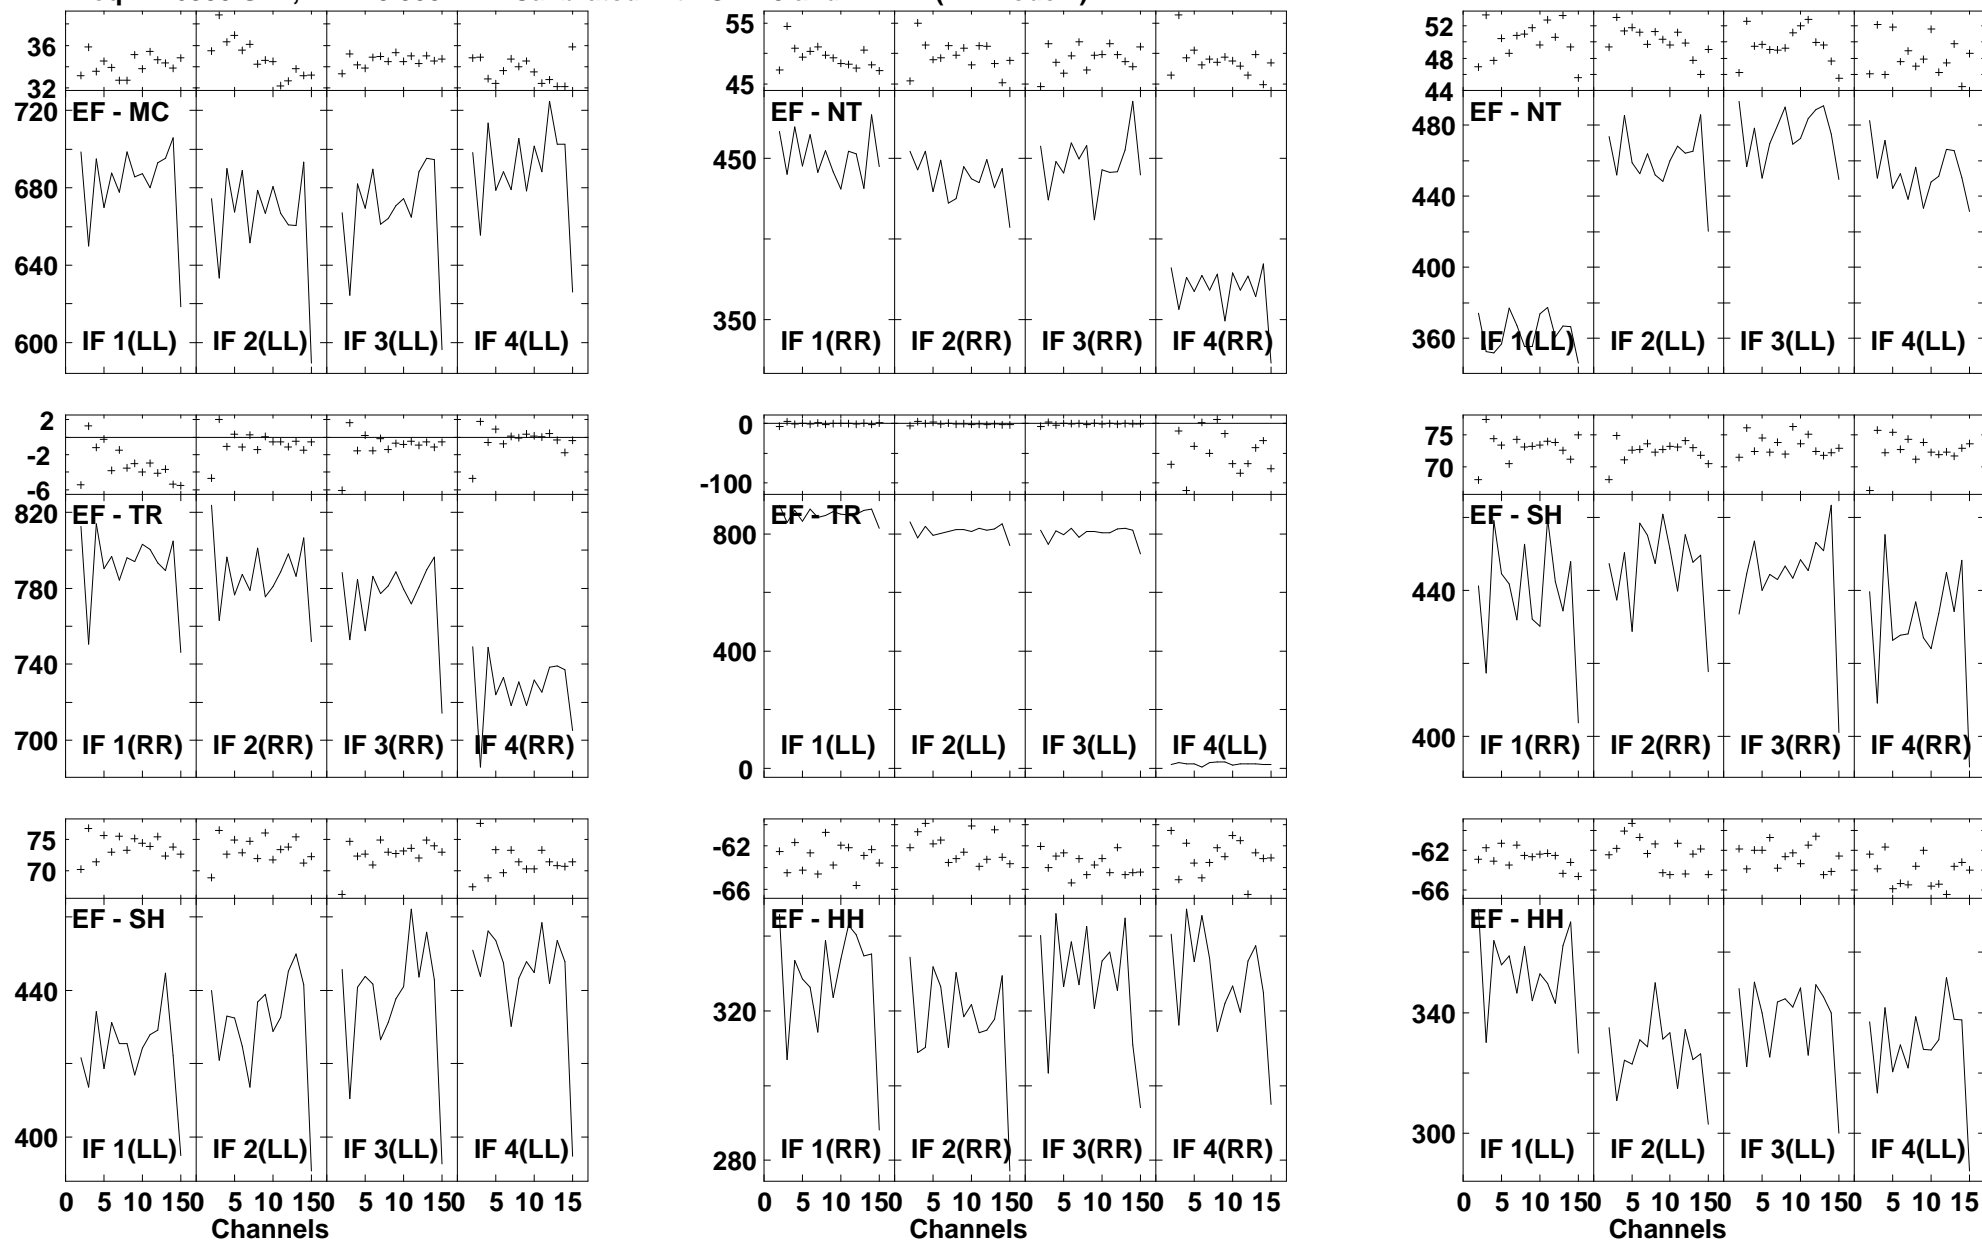 36
32
720
EF - MC
680
640
600
IF 1(LL) IF 2(LL) IF 3(LL) IF 4(LL)
55
45
EF - NT
450
350
IF 1(RR) IF 2(RR) IF 3(RR) IF 4(RR)
52
48
44
EF - NT
480
440
400
360
IF 1(LL) IF 2(LL) IF 3(LL) IF 4(LL)
2
-2
-6
820
EF - TR
780
740
700
IF 1(RR) IF 2(RR) IF 3(RR) IF 4(RR)
0
-100
EF - TR
800
400
0
IF 1(LL) IF 2(LL) IF 3(LL) IF 4(LL)
75
70
EF - SH
440
400
IF 1(RR) IF 2(RR) IF 3(RR) IF 4(RR)
75
70
EF - SH
440
400
IF 1(LL) IF 2(LL) IF 3(LL) IF 4(LL)
0 5 10 150 5 10 150 5 10 150 5 10 15
Channels
-62
-66
EF - HH
320
280
IF 1(RR) IF 2(RR) IF 3(RR) IF 4(RR)
0 5 10 150 5 10 150 5 10 150 5 10 15
Channels
-62
-66
EF - HH
340
300
IF 1(LL) IF 2(LL) IF 3(LL) IF 4(LL)
0 5 10 150 5 10 150 5 10 150 5 10 15
Channels